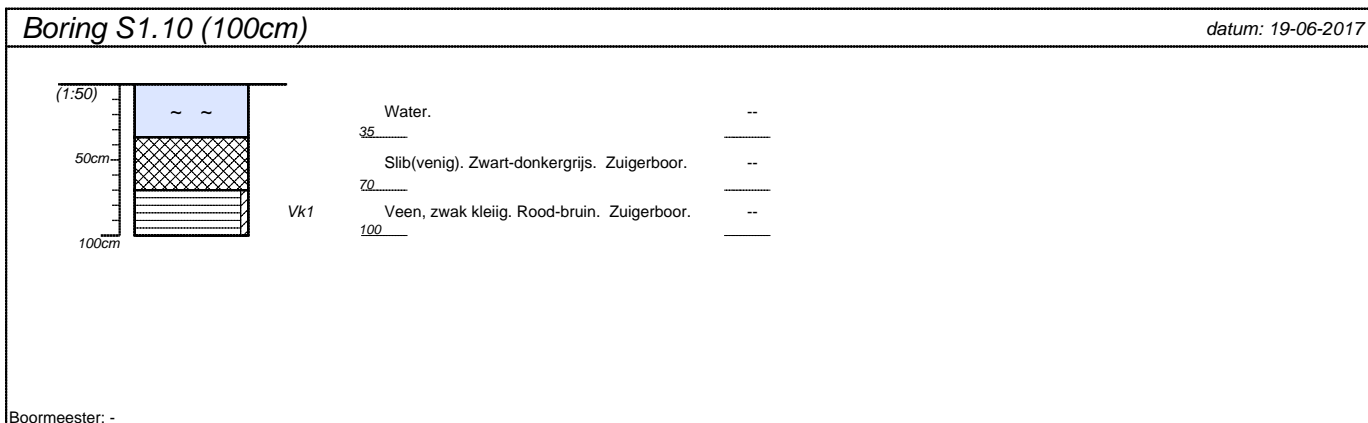 Boring S1.10 (100cm) datum: 19-06-2017
(1:50)
~ ~ Water. --
35
50cm Slib(venig). Zwart-donkergrijs. Zuigerboor. --
70
Vk1 Veen, zwak kleiig. Rood-bruin. Zuigerboor. --
100
100cm
Boormeester: -